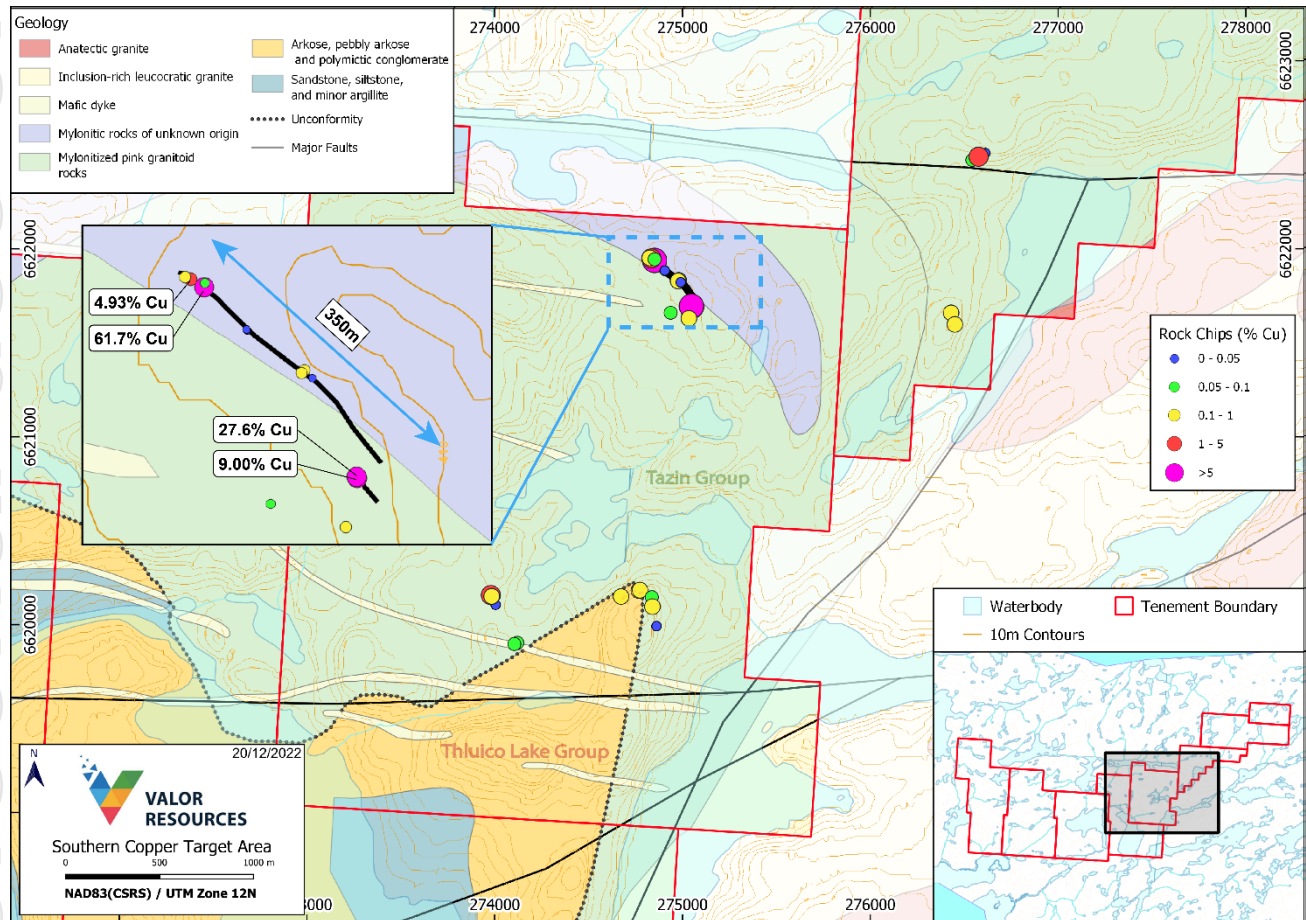 Geology
Anatectic granite
Inclusion-rich leucocratic granite
Mafic dyke
Mylonitic rocks of unknown origin
Mylonitized pink granitoid
rocks
Arkose, pebbly arkose
and polymictic conglomerate
Sandstone, siltstone,
and minor argillite
Unconformity
Major Faults
274000
275000
276000
277000
278000
6623000
6622000
6622000
6621000
6620000
4.93% Cu
61.7% Cu
350m
27.6% Cu
9.00% Cu
Tazin Group
Thluico Lake Group
Rock Chips (% Cu)
0 - 0.05
0.05 - 0.1
0.1 - 1
1 - 5
>5
Waterbody
Tenement Boundary
10m Contours
N
20/12/2022
VALOR
RESOURCES
Southern Copper Target Area
0 500 1000 m
NAD83(CSRS) / UTM Zone 12N
3000
274000
275000
276000